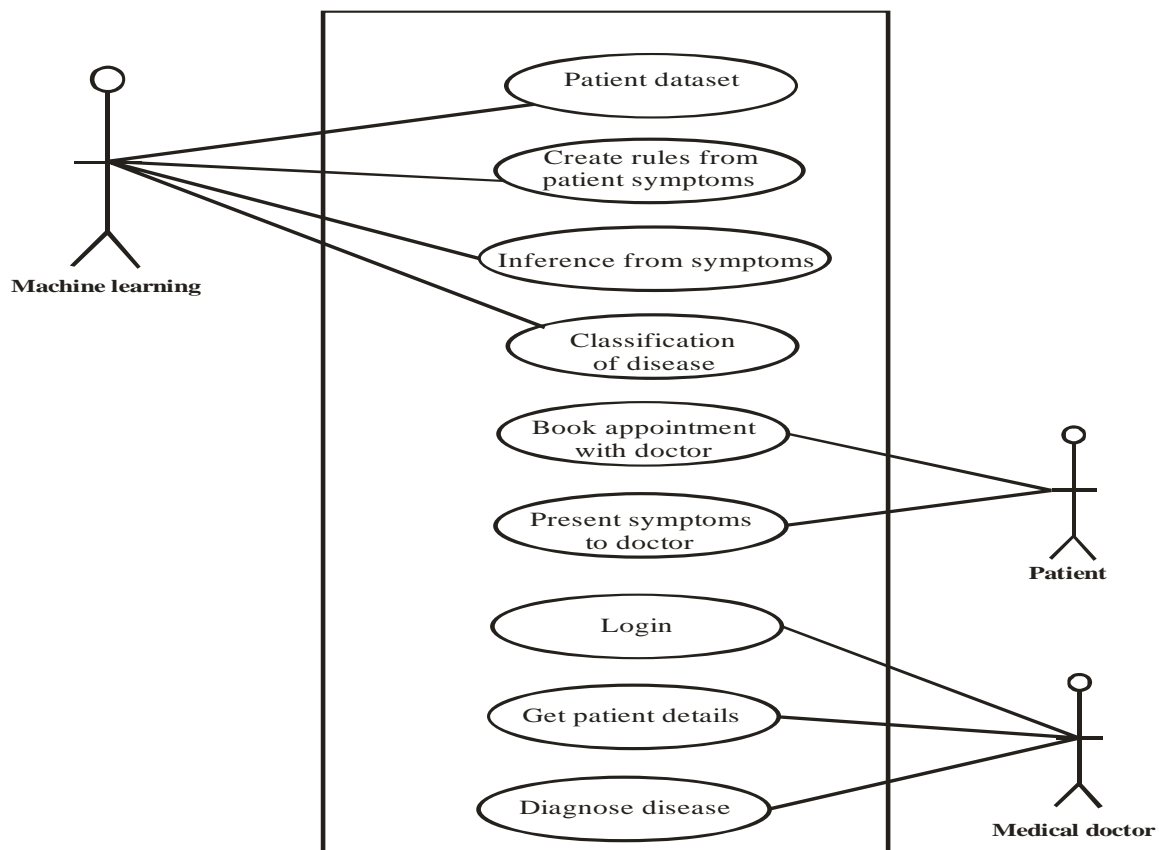 Patient dataset
Create rules from
patient symptoms
Inference from symptoms
Machine learning
Classification
of disease
Book appointment
with doctor
Present symptoms
to doctor
Patient
Login
Get patient details
Diagnose disease
Medical doctor